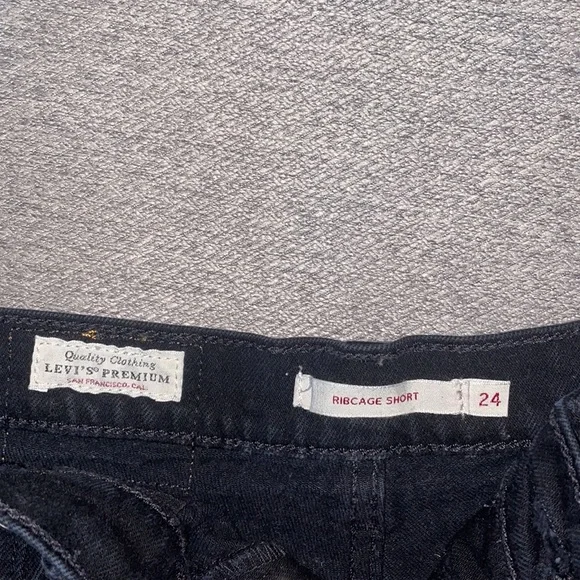 Quality Clothing
LEVI'S® PREMIUM
SAN FRANCISCO, CAL.
RIBCAGE SHORT 24